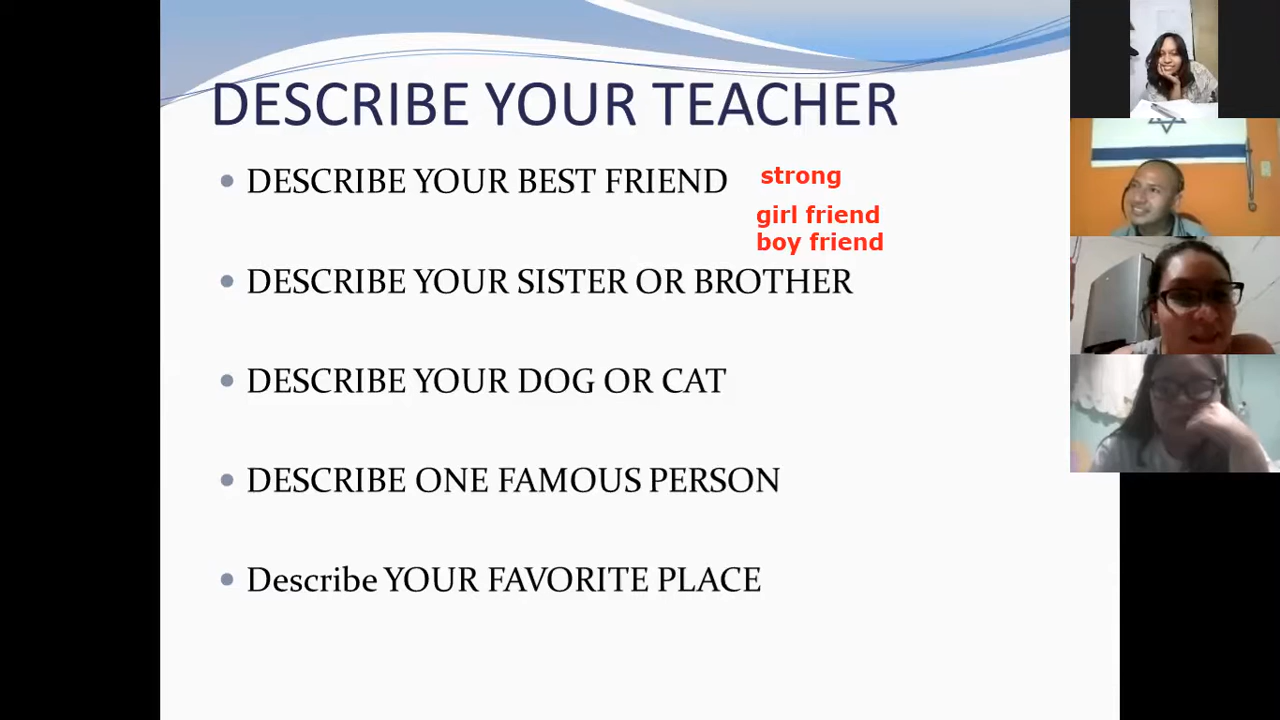 DESCRIBE YOUR TEACHER
DESCRIBE YOUR BEST FRIEND
strong
girl friend
boy friend
DESCRIBE YOUR SISTER OR BROTHER
DESCRIBE YOUR DOG OR CAT
DESCRIBE ONE FAMOUS PERSON
Describe YOUR FAVORITE PLACE